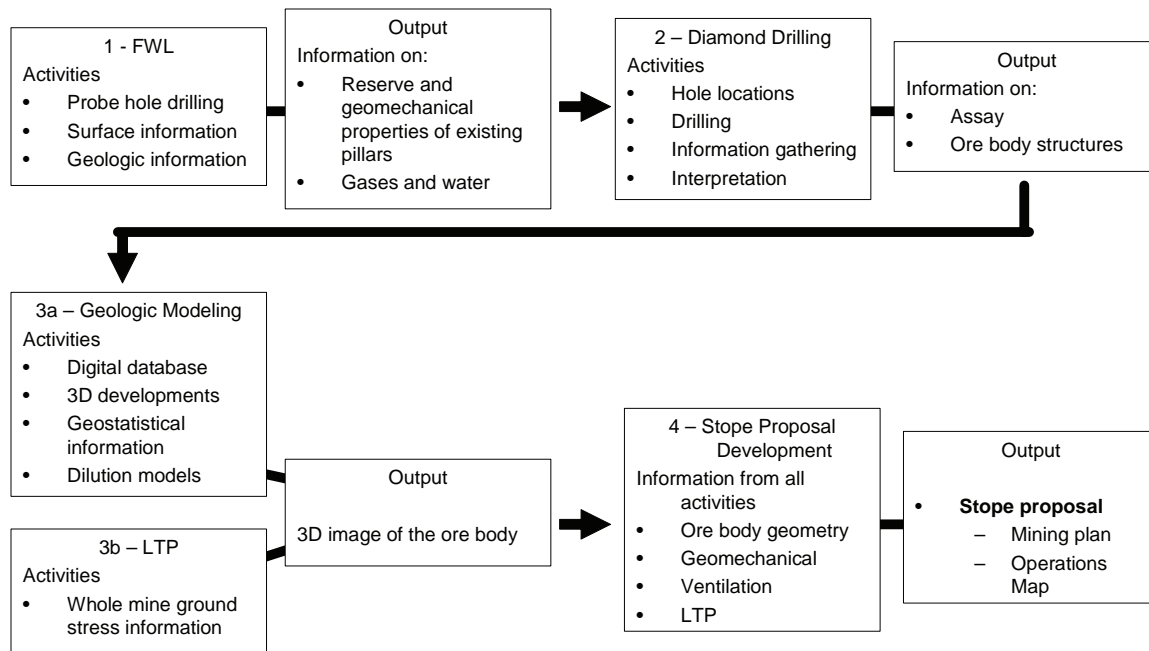 1 - FWL
Activities
• Probe hole drilling
• Surface information
• Geologic information
Output
Information on:
• Reserve and
geomechanical
properties of existing
pillars
• Gases and water
2 – Diamond Drilling
Activities
• Hole locations
• Drilling
• Information gathering
• Interpretation
Output
Information on:
• Assay
• Ore body structures
3a – Geologic Modeling
Activities
• Digital database
• 3D developments
• Geostatistical
information
• Dilution models
3b – LTP
Activities
• Whole mine ground
stress information
Output
3D image of the ore body
4 – Stope Proposal
Development
Information from all
activities
• Ore body geometry
• Geomechanical
• Ventilation
• LTP
Output
• Stope proposal
– Mining plan
– Operations
Map